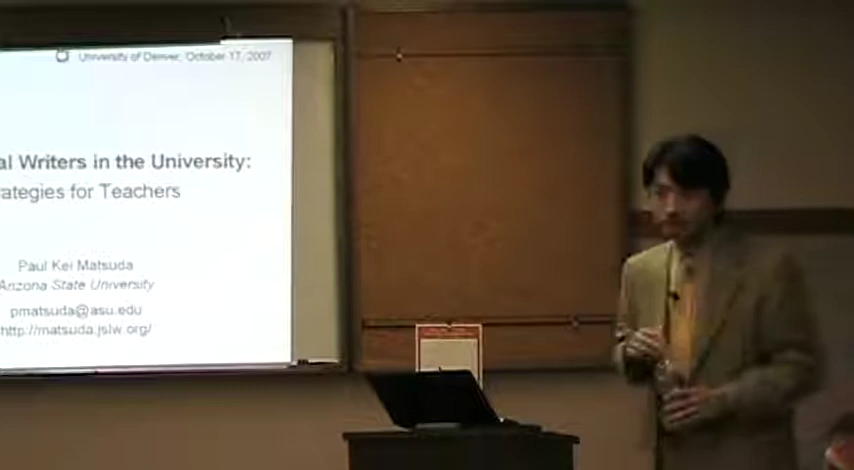 University of Denver, October 17, 2007
al Writers in the University:
rategies for Teachers
Paul Kei Matsuda
Arizona State University
pmatsuda@asu.edu
http://matsuda.jslw.org/